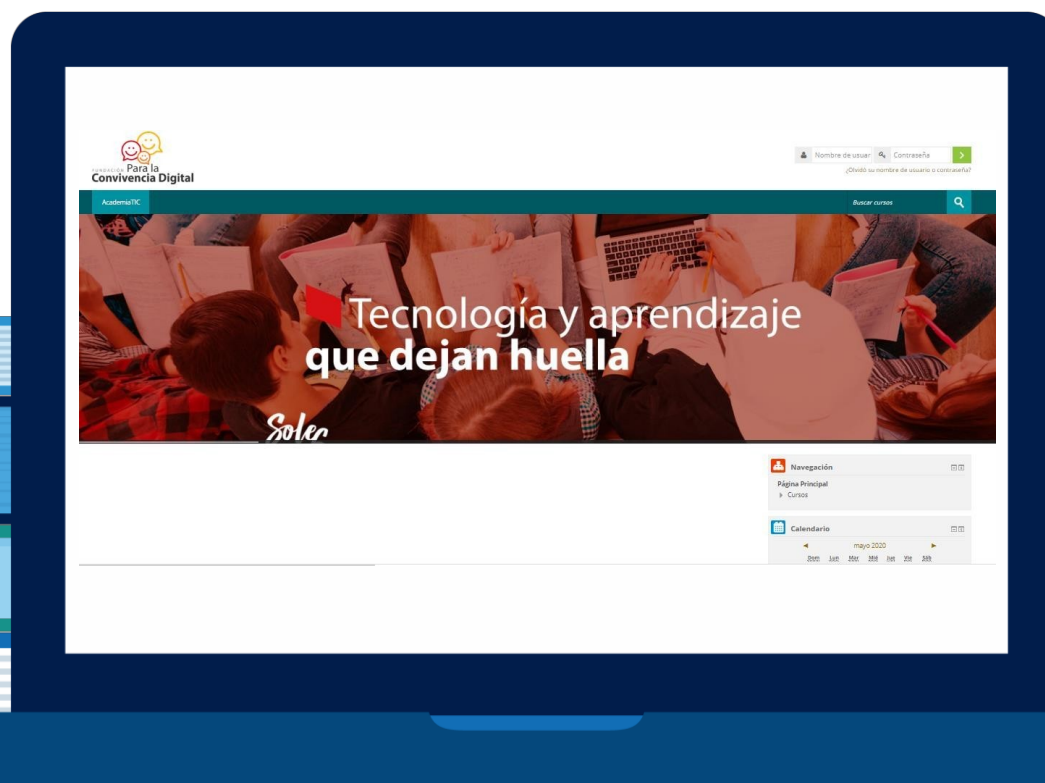 FUNDACIÓN Para la
Convivencia Digital
Nombre de usuar
Contraseña
¿Olvidó su nombre de usuario o contraseña?
AcademiaTIC
Buscar cursos
Tecnología y aprendizaje
que dejan huella
Navegación
Página Principal
Cursos
Calendario
mayo 2020
Dom Lun Mar Mié Jue Vie Sáb